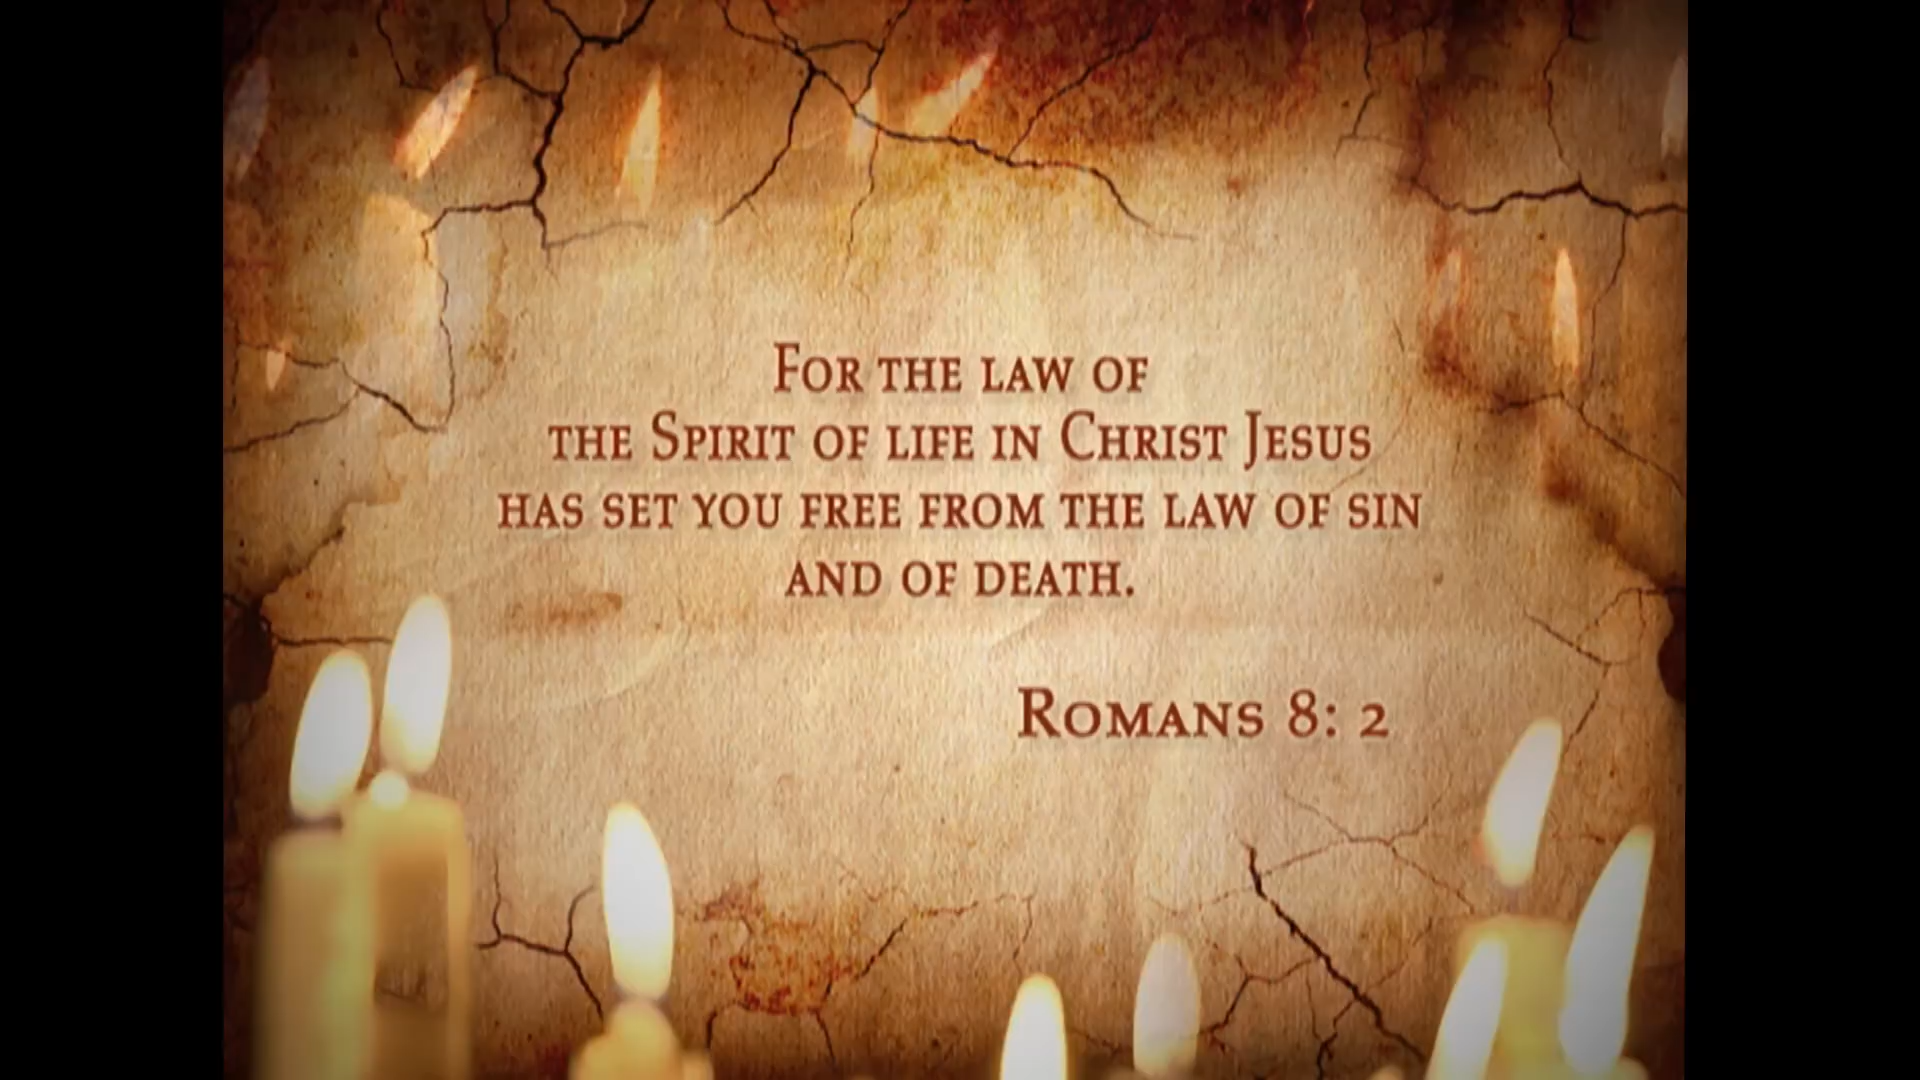 For the law of
the Spirit of life in Christ Jesus
has set you free from the law of sin
and of death.
Romans 8: 2